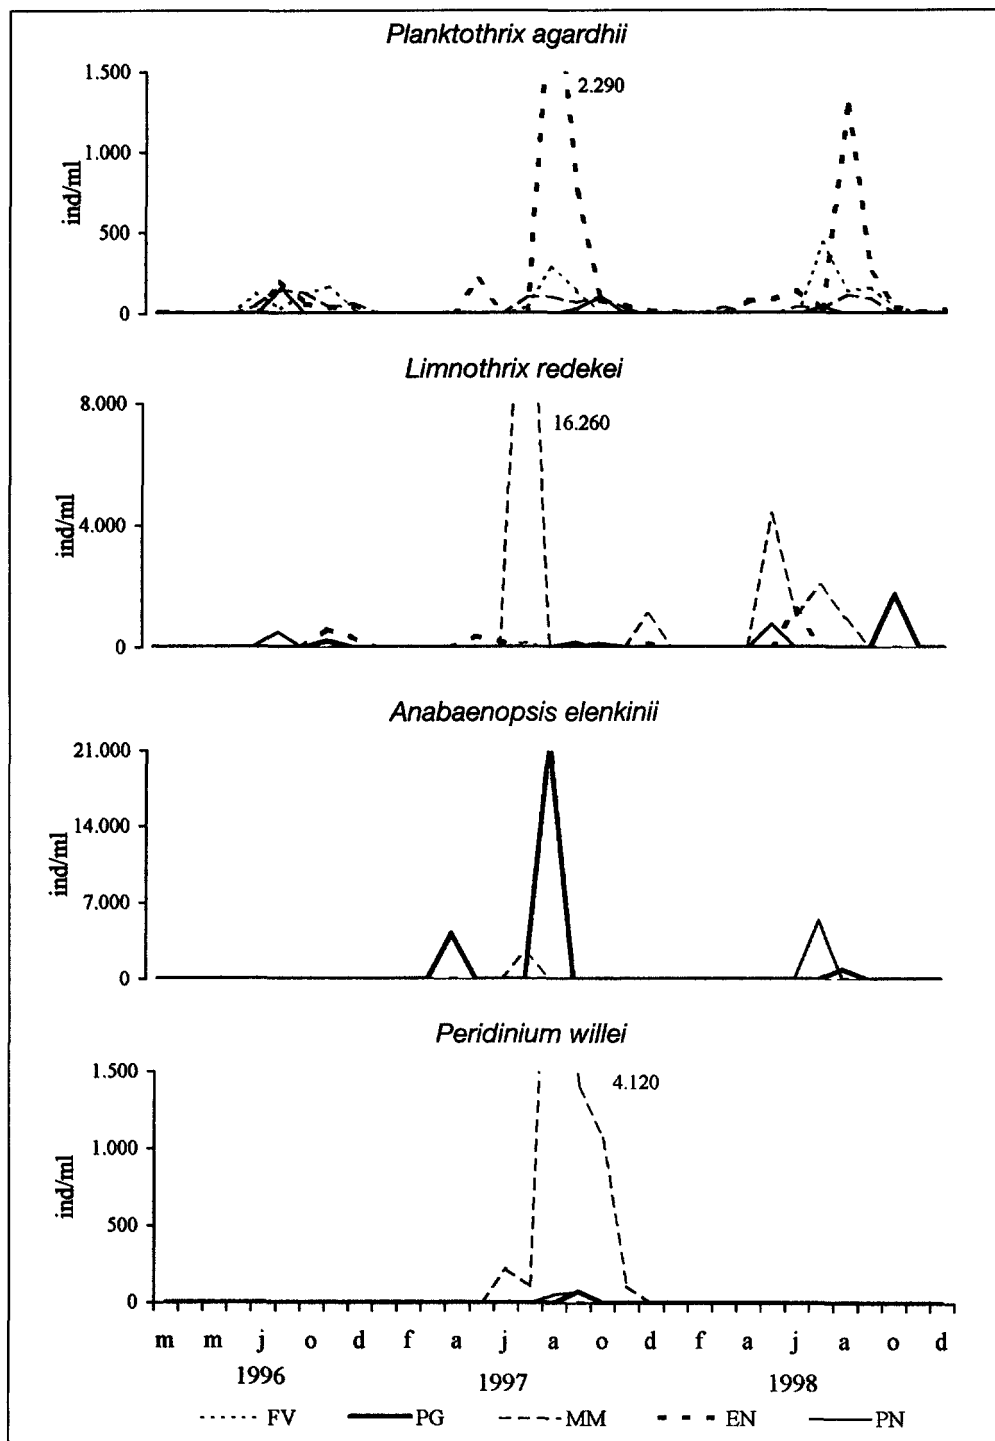 Planktothrix agardhii
1.500
2.290
1.000
ind/ml
500
0
Limnothrix redekei
8.000
16.260
ind/ml
4.000
0
Anabaenopsis elenkinii
21.000
14.000
ind/ml
7.000
0
Peridinium willei
1.500
4.120
1.000
ind/ml
500
0
m m j o d f a j a o d f a j a o d
1996 1997 1998
FV PG MM EN PN